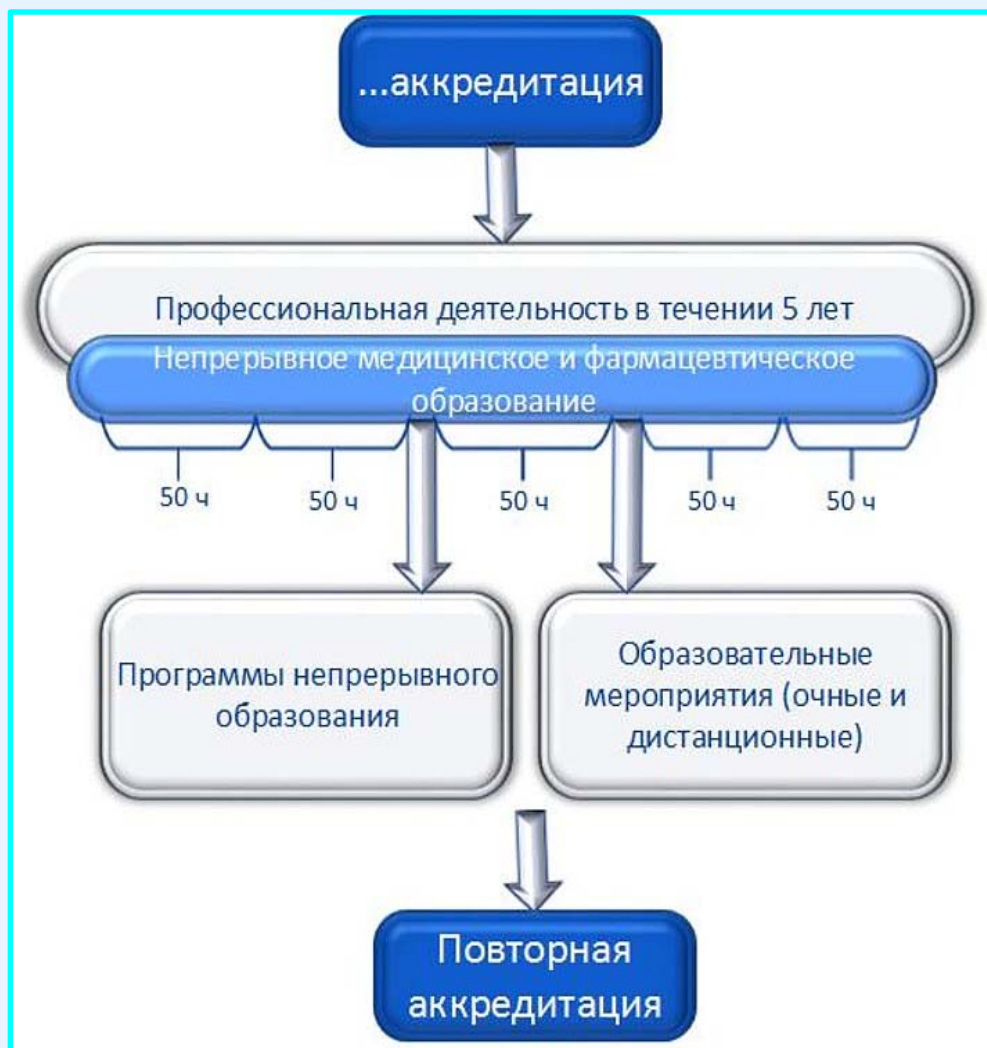 ...аккредитация
Профессиональная деятельность в течении 5 лет
Непрерывное медицинское и фармацевтическое
образование
50 ч
50 ч
50 ч
50 ч
50 ч
Программы непрерывного
образования
Образовательные
мероприятия (очные и
дистанционные)
Повторная
аккредитация